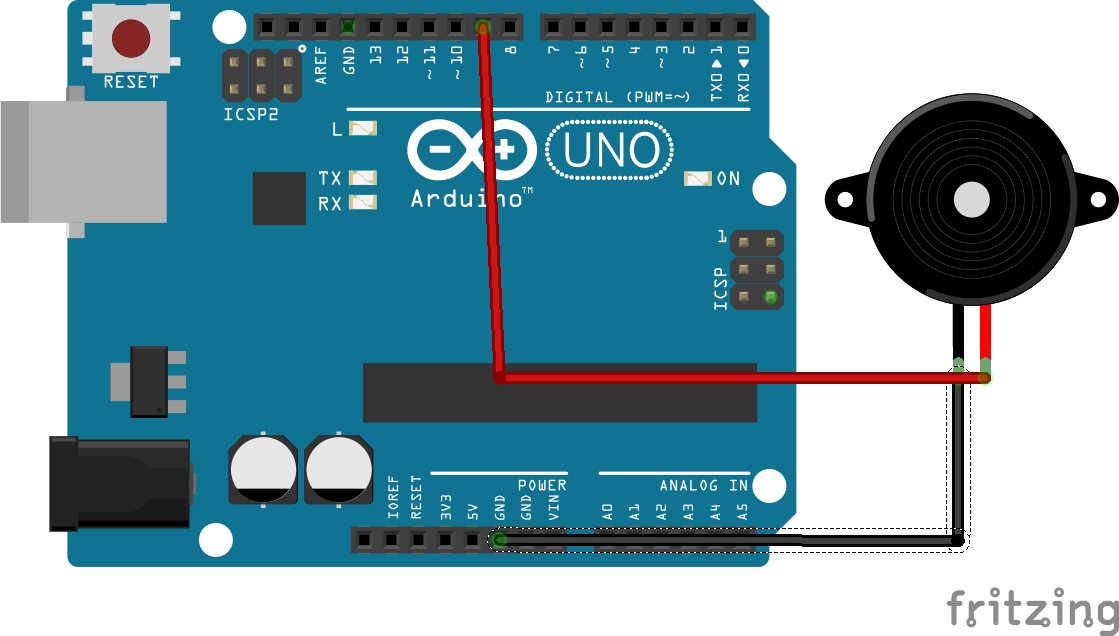 RESET
ICSP2
AREF
GND
13
12
~11
~10
8
7
~6
~5
4
~3
2
TX0▶1
RX0◀0
DIGITAL (PWM=~)
L
TX
RX
Arduino™
UNO
ON
1
ICSP
IOREF
RESET
3V3
5V
GND
GND
VIN
POWER
A0
A1
A2
A3
A4
A5
ANALOG IN
fritzing